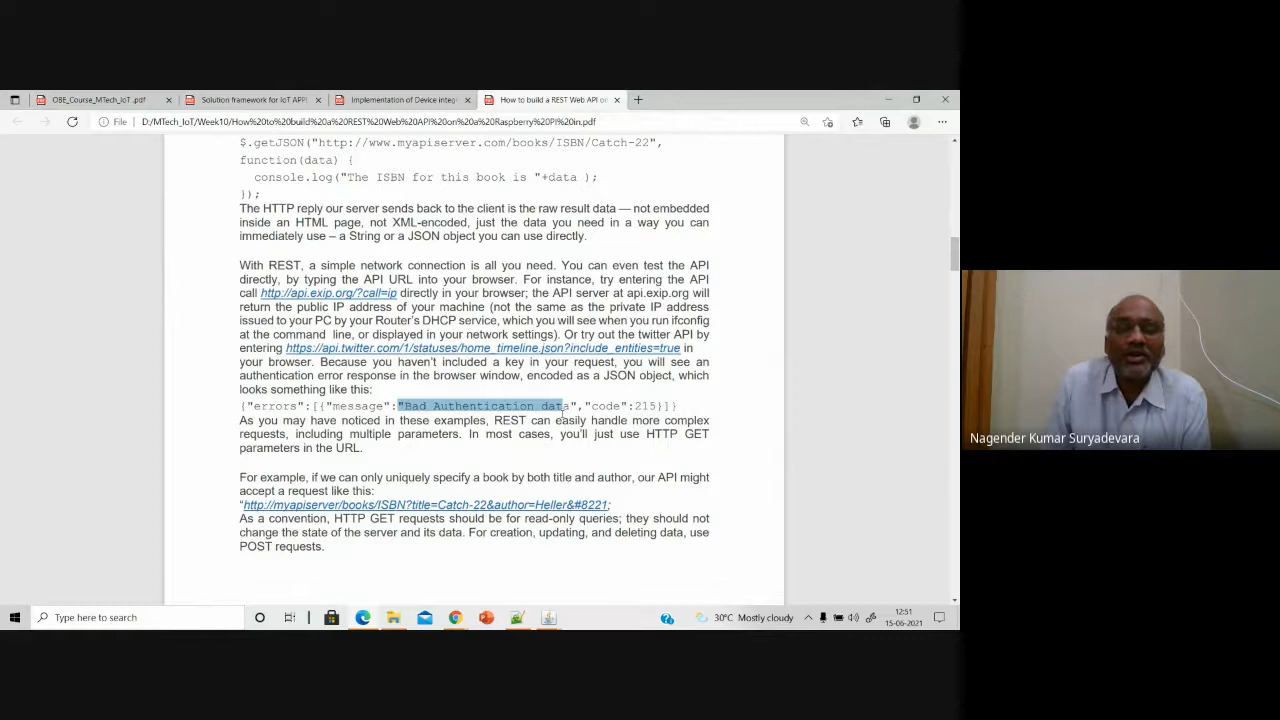 OBE_Course_MTech_IoT .pdf
Solution framework for IoT APPl
Implementation of Device integr
How to build a REST Web API on
File
D:/MTech_IoT/Week10/How%20to%20build%20a%20REST%20Web%20API%20on%20a%20Raspberry%20PI%20in.pdf
$.getJSON("http://www.myapiserver.com/books/ISBN/Catch-22",
function(data) {
console.log("The ISBN for this book is "+data );
});
The HTTP reply our server sends back to the client is the raw result data — not embedded
inside an HTML page, not XML-encoded, just the data you need in a way you can
immediately use – a String or a JSON object you can use directly.
With REST, a simple network connection is all you need. You can even test the API
directly, by typing the API URL into your browser. For instance, try entering the API
call http://api.exip.org/?call=ip directly in your browser; the API server at api.exip.org will
return the public IP address of your machine (not the same as the private IP address
issued to your PC by your Router's DHCP service, which you will see when you run ifconfig
at the command line, or displayed in your network settings). Or try out the twitter API by
entering https://api.twitter.com/1/statuses/home_timeline.json?include_entities=true in
your browser. Because you haven't included a key in your request, you will see an
authentication error response in the browser window, encoded as a JSON object, which
looks something like this:
{"errors":[{"message":"Bad Authentication data","code":215}]}
As you may have noticed in these examples, REST can easily handle more complex
requests, including multiple parameters. In most cases, you'll just use HTTP GET
parameters in the URL.
For example, if we can only uniquely specify a book by both title and author, our API might
accept a request like this:
"http://myapiserver/books/ISBN?title=Catch-22&author=Heller&#8221;
As a convention, HTTP GET requests should be for read-only queries; they should not
change the state of the server and its data. For creation, updating, and deleting data, use
POST requests.
Nagender Kumar Suryadevara
Type here to search
30°C Mostly cloudy
12:51
15-06-2021